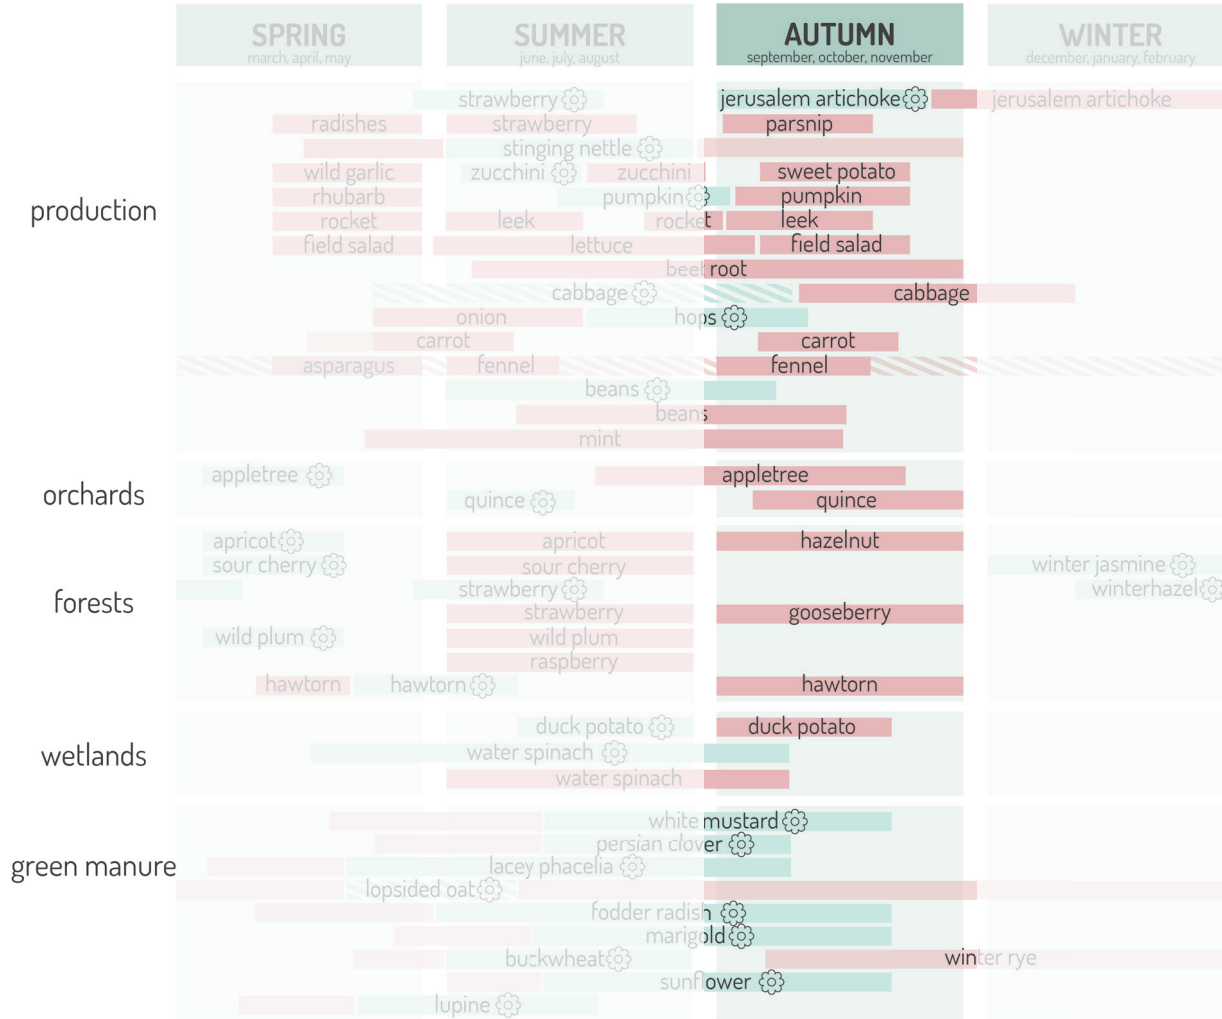 SPRING SUMMER AUTUMN WINTER
march, april, may june, july, august september, october, november december, january, february
production
strawberry jerusalem artichoke jerusalem artichoke
radishes strawberry parsnip
stinging nettle
wild garlic zucchini zucchini sweet potato
rhubarb pumpkin pumpkin
rocket leek rocket leek
field salad lettuce field salad
beet root
cabbage cabbage
onion hops
carrot carrot
asparagus fennel fennel
beans
beans
mint
orchards
appletree appletree
quince quince
forests
apricot apricot hazelnut
sour cherry sour cherry winter jasmine
strawberry winterhazel
strawberry gooseberry
wild plum wild plum
raspberry
hawtorn hawtorn hawtorn
wetlands
duck potato duck potato
water spinach
water spinach
green manure
white mustard
persian clover
lacey phacelia
lopsided oat
fodder radish
marigold
buckwheat winter rye
sunflower
lupine